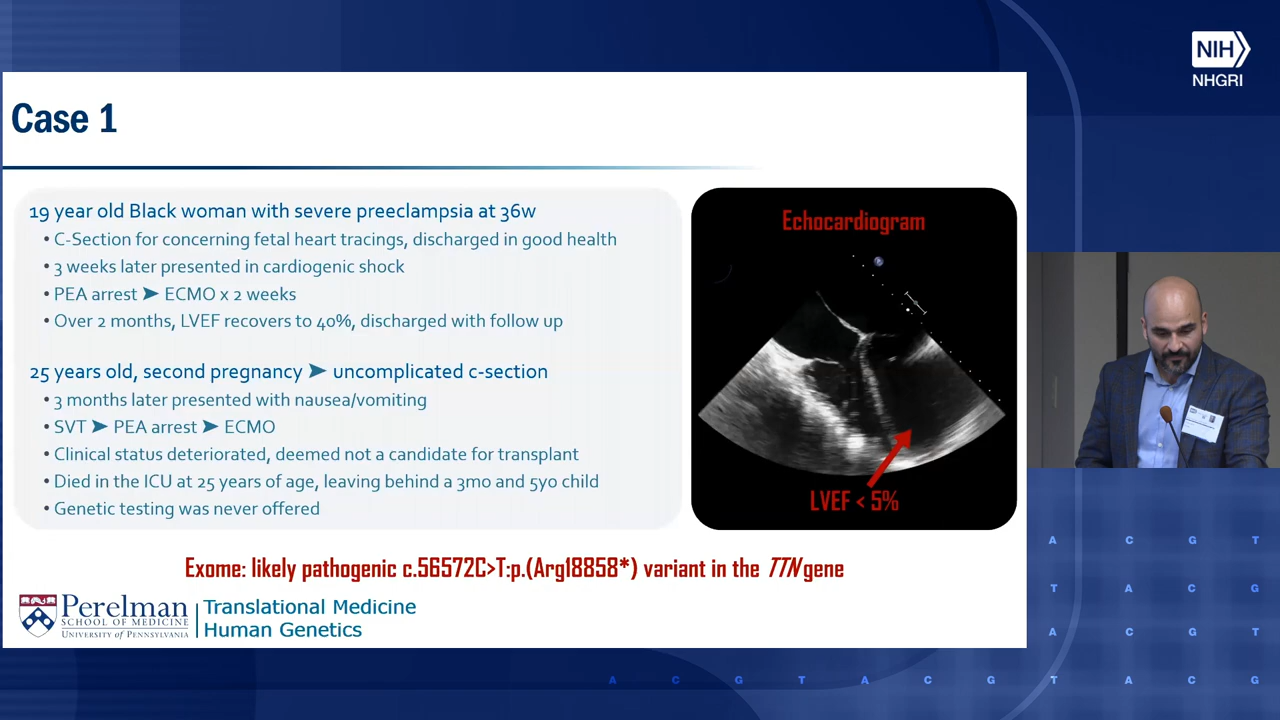 NIH
NHGRI
Case 1
19 year old Black woman with severe preeclampsia at 36w
• C-Section for concerning fetal heart tracings, discharged in good health
• 3 weeks later presented in cardiogenic shock
• PEA arrest ➤ ECMO x 2 weeks
• Over 2 months, LVEF recovers to 40%, discharged with follow up
25 years old, second pregnancy ➤ uncomplicated c-section
• 3 months later presented with nausea/vomiting
• SVT ➤ PEA arrest ➤ ECMO
• Clinical status deteriorated, deemed not a candidate for transplant
• Died in the ICU at 25 years of age, leaving behind a 3mo and 5yo child
• Genetic testing was never offered
Echocardiogram
LVEF < 5%
Exome: likely pathogenic c.56572C>T:p.(Arg18858*) variant in the TTN gene
Perelman
SCHOOL OF MEDICINE
UNIVERSITY of PENNSYLVANIA
Translational Medicine
Human Genetics
A C G T
T A C G
A C G T
A C G T A C G T A C G